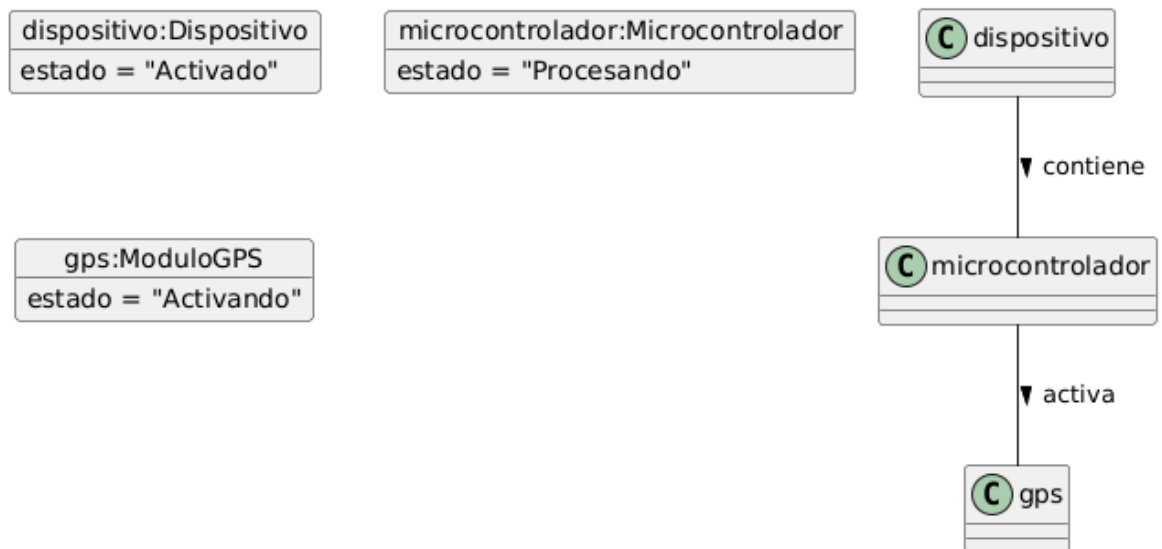 dispositivo:Dispositivo
estado = "Activado"
microcontrolador:Microcontrolador
estado = "Procesando"
C dispositivo
contiene
gps:ModuloGPS
estado = "Activando"
C microcontrolador
activa
C gps